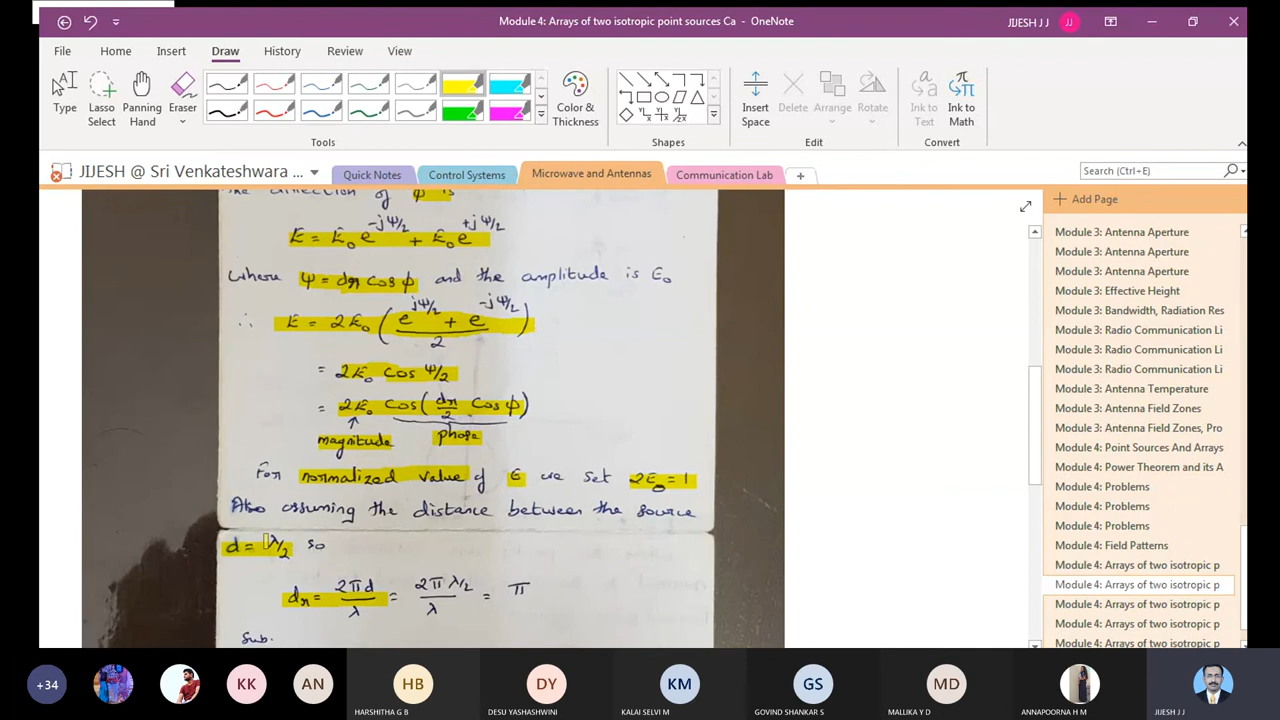 Module 4: Arrays of two isotropic point sources Ca - OneNote
JIJESH J J
JJ
File Home Insert Draw History Review View
Type
Lasso Select
Panning Hand
Eraser
Color & Thickness
Insert Space
Delete
Arrange
Rotate
Ink to Text
Ink to Math
Tools
Shapes
Edit
Convert
JIJESH @ Sri Venkateshwara ...
Quick Notes
Control Systems
Microwave and Antennas
Communication Lab
Search (Ctrl+E)
of φ is
E = E₀ e^(-jψ/2) + E₀ e^(+jψ/2)
where ψ = dr cos φ and the amplitude is E₀
∴ E = 2E₀ ( (e^(jψ/2) + e^(-jψ/2)) / 2 )
= 2E₀ cos ψ/2
= 2E₀ cos( dr/2 cos φ)
magnitude phase
For normalized value of E we set 2E₀ = 1
Also assuming the distance between the source
d = λ/2 so
dr = 2πd/λ = 2π λ/2 / λ = π
Sub.
Add Page
Module 3: Antenna Aperture
Module 3: Antenna Aperture
Module 3: Antenna Aperture
Module 3: Effective Height
Module 3: Bandwidth, Radiation Res
Module 3: Radio Communication Li
Module 3: Radio Communication Li
Module 3: Radio Communication Li
Module 3: Antenna Temperature
Module 3: Antenna Field Zones
Module 3: Antenna Field Zones, Pro
Module 4: Point Sources And Arrays
Module 4: Power Theorem and its A
Module 4: Problems
Module 4: Problems
Module 4: Problems
Module 4: Field Patterns
Module 4: Arrays of two isotropic p
Module 4: Arrays of two isotropic p
Module 4: Arrays of two isotropic p
Module 4: Arrays of two isotropic p
Module 4: Arrays of two isotropic p
+34
KK
AN
HB
HARSHITHA G B
DY
DESU YASHASHWINI
KM
KALAI SELVI M
GS
GOVIND SHANKAR S
MD
MALLIKA Y D
ANNAPOORNA H M
JIJESH J J